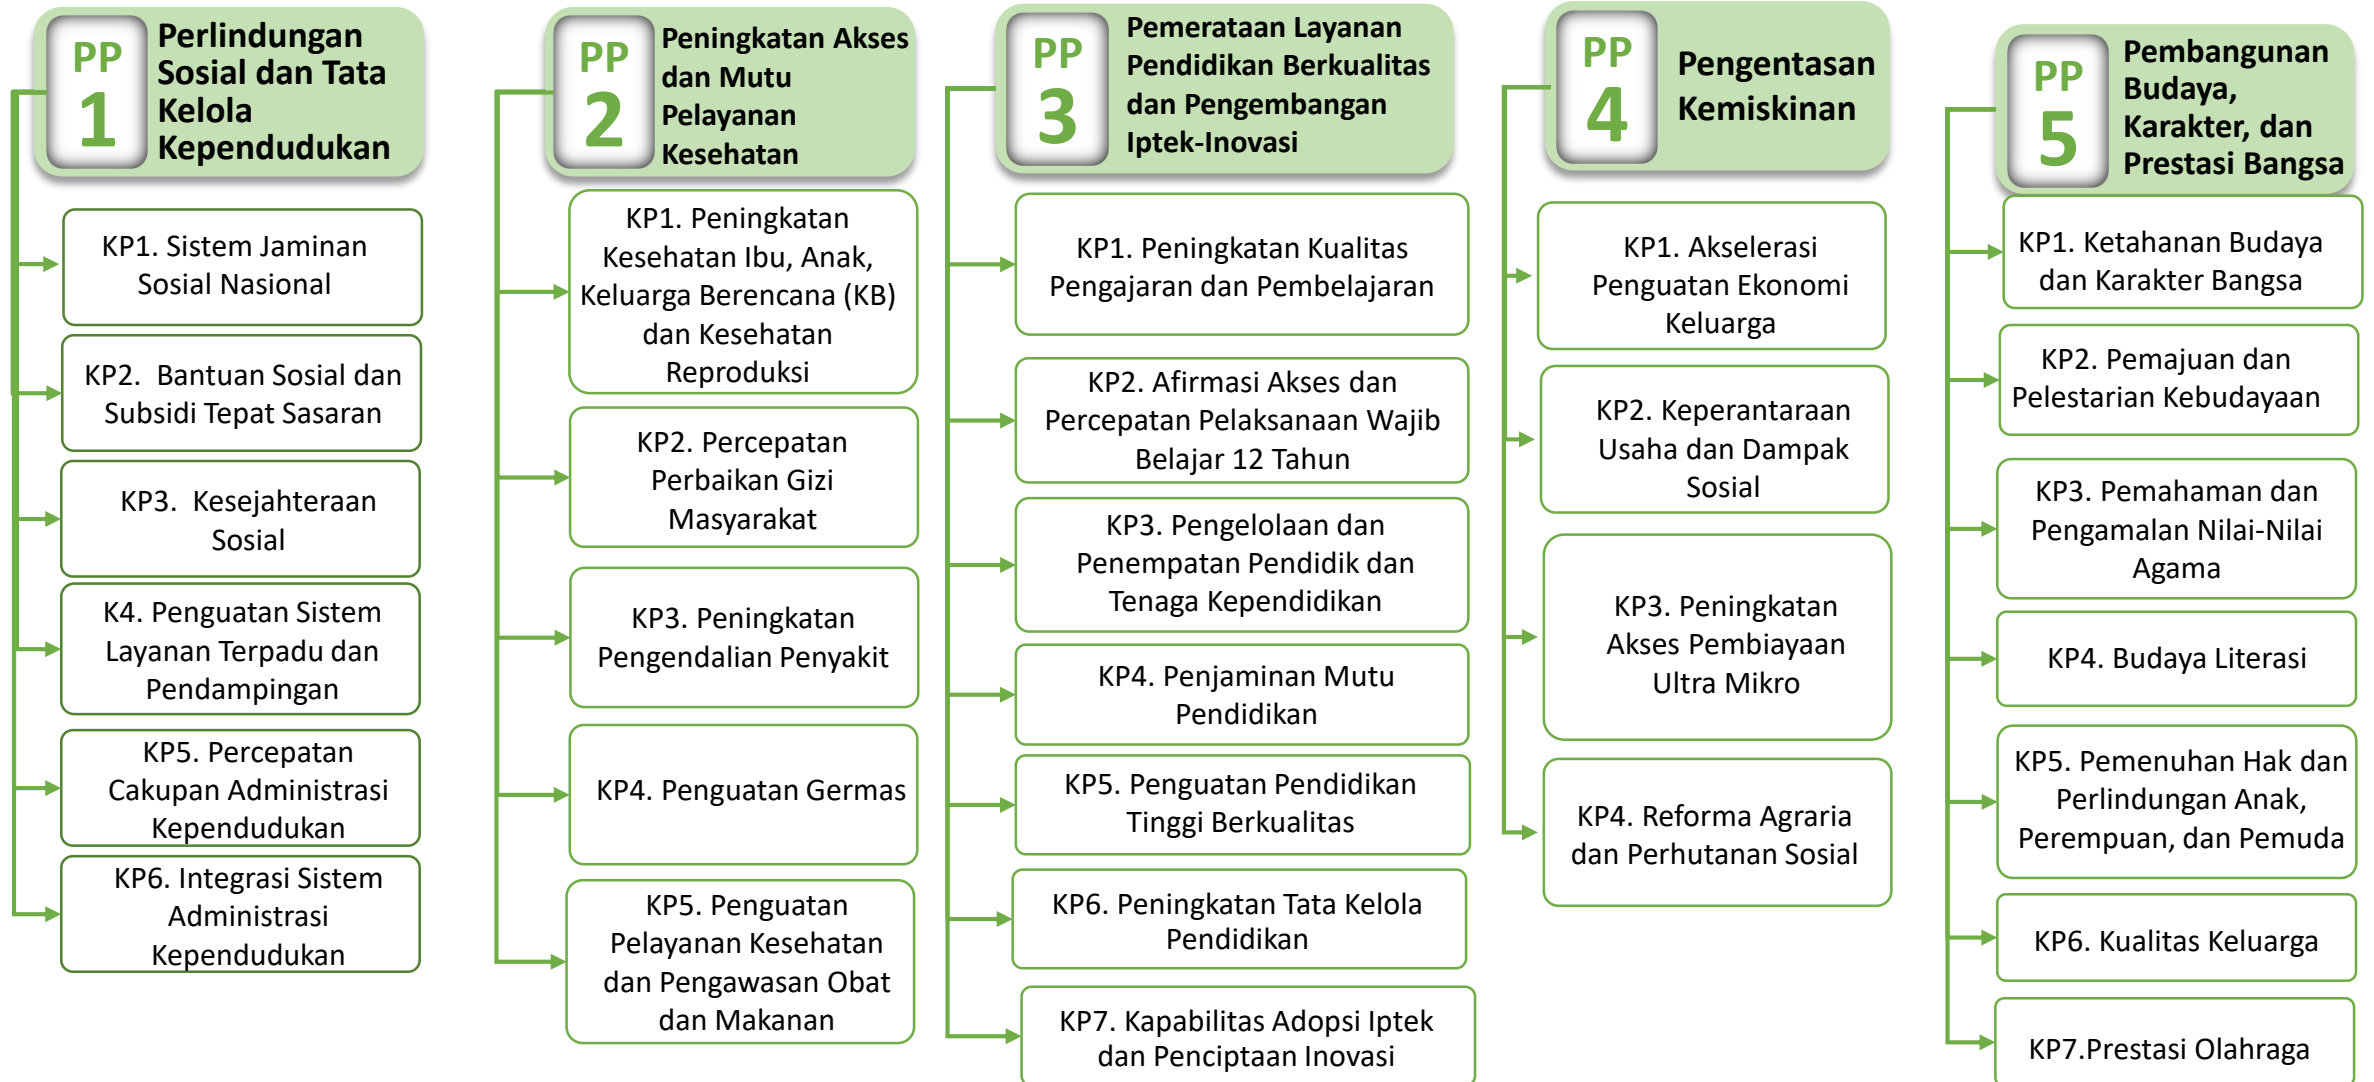 PP
1
Perlindungan
Sosial dan Tata
Kelola
Kependudukan
KP1. Sistem Jaminan
Sosial Nasional
KP2.  Bantuan Sosial dan
Subsidi Tepat Sasaran
KP3.  Kesejahteraan
Sosial
K4. Penguatan Sistem
Layanan Terpadu dan
Pendampingan
KP5. Percepatan
Cakupan Administrasi
Kependudukan
KP6. Integrasi Sistem
Administrasi
Kependudukan
PP
2
Peningkatan Akses
dan Mutu
Pelayanan
Kesehatan
KP1. Peningkatan
Kesehatan Ibu, Anak,
Keluarga Berencana (KB)
dan Kesehatan
Reproduksi
KP2. Percepatan
Perbaikan Gizi
Masyarakat
KP3. Peningkatan
Pengendalian Penyakit
KP4. Penguatan Germas
KP5. Penguatan
Pelayanan Kesehatan
dan Pengawasan Obat
dan Makanan
PP
3
Pemerataan Layanan
Pendidikan Berkualitas
dan Pengembangan
Iptek-Inovasi
KP1. Peningkatan Kualitas
Pengajaran dan Pembelajaran
KP2. Afirmasi Akses dan
Percepatan Pelaksanaan Wajib
Belajar 12 Tahun
KP3. Pengelolaan dan
Penempatan Pendidik dan
Tenaga Kependidikan
KP4. Penjaminan Mutu
Pendidikan
KP5. Penguatan Pendidikan
Tinggi Berkualitas
KP6. Peningkatan Tata Kelola
Pendidikan
KP7. Kapabilitas Adopsi Iptek
dan Penciptaan Inovasi
PP
4
Pengentasan
Kemiskinan
KP1. Akselerasi
Penguatan Ekonomi
Keluarga
KP2. Keperantaraan
Usaha dan Dampak
Sosial
KP3. Peningkatan
Akses Pembiayaan
Ultra Mikro
KP4. Reforma Agraria
dan Perhutanan Sosial
PP
5
Pembangunan
Budaya,
Karakter, dan
Prestasi Bangsa
KP1. Ketahanan Budaya
dan Karakter Bangsa
KP2. Pemajuan dan
Pelestarian Kebudayaan
KP3. Pemahaman dan
Pengamalan Nilai-Nilai
Agama
KP4. Budaya Literasi
KP5. Pemenuhan Hak dan
Perlindungan Anak,
Perempuan, dan Pemuda
KP6. Kualitas Keluarga
KP7.Prestasi Olahraga